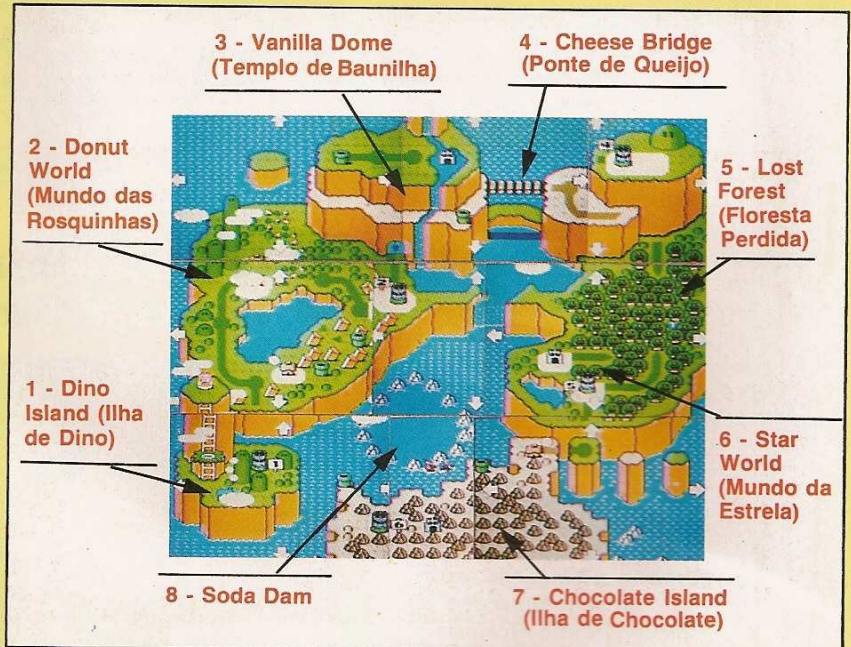 3 - Vanilla Dome
(Templo de Baunilha)
4 - Cheese Bridge
(Ponte de Queijo)
2 - Donut
World
(Mundo das
Rosquinhas)
5 - Lost
Forest
(Floresta
Perdida)
1 - Dino
Island (Ilha
de Dino)
6 - Star
World
(Mundo da
Estrela)
8 - Soda Dam
7 - Chocolate Island
(Ilha de Chocolate)